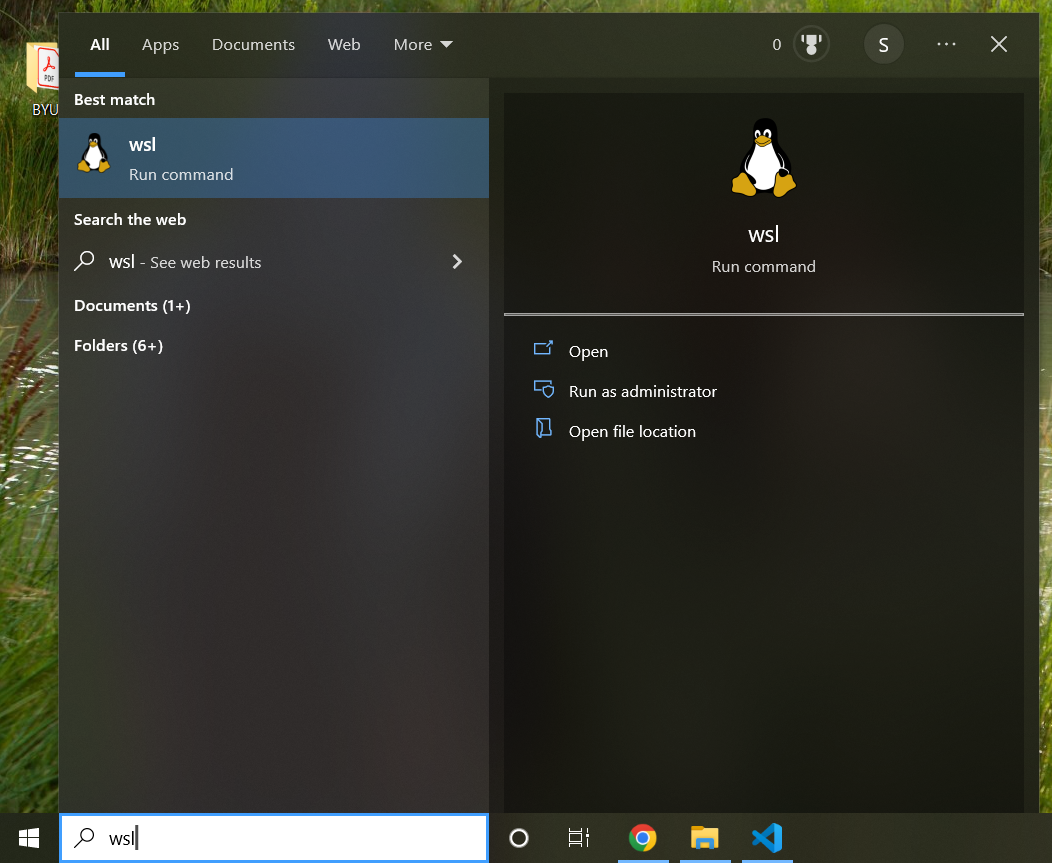 All Apps Documents Web More 0 S ...
PDF
BYU
Best match
wsl
Run command
Search the web
wsl - See web results
Documents (1+)
Folders (6+)
wsl
Run command
Open
Run as administrator
Open file location
wsl